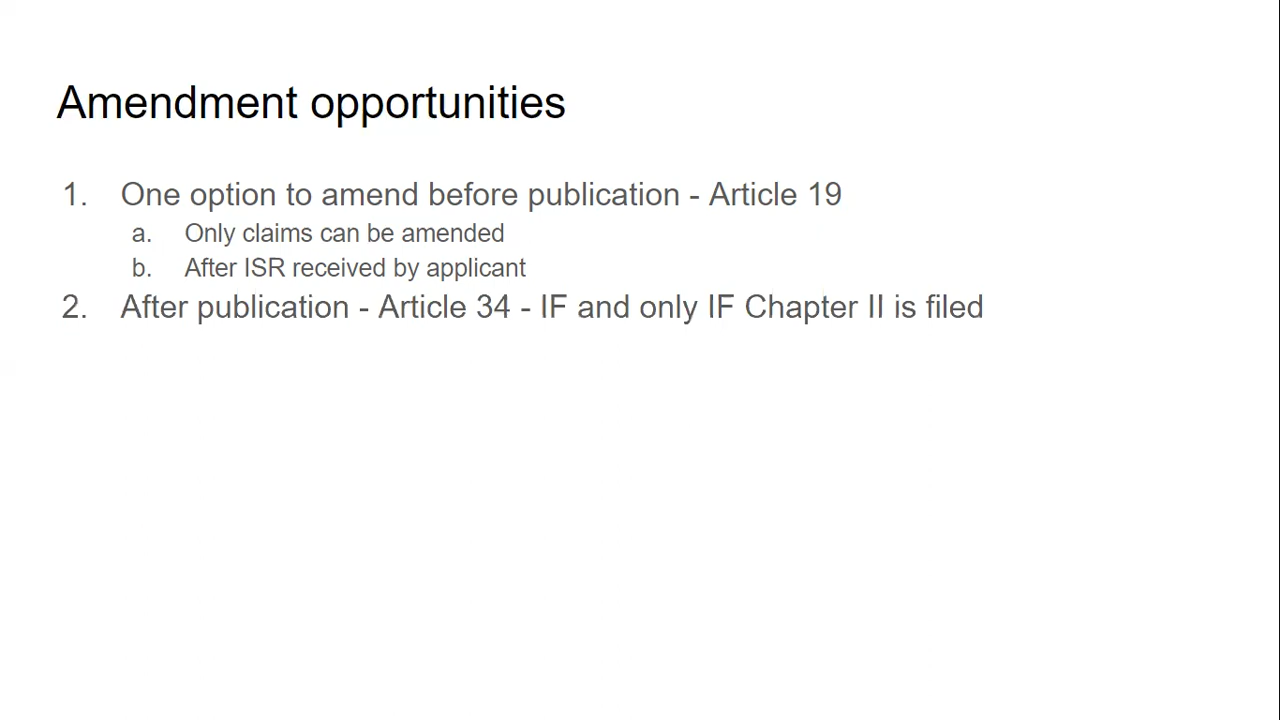 Amendment opportunities
1. One option to amend before publication - Article 19
a. Only claims can be amended
b. After ISR received by applicant
2. After publication - Article 34 - IF and only IF Chapter II is filed